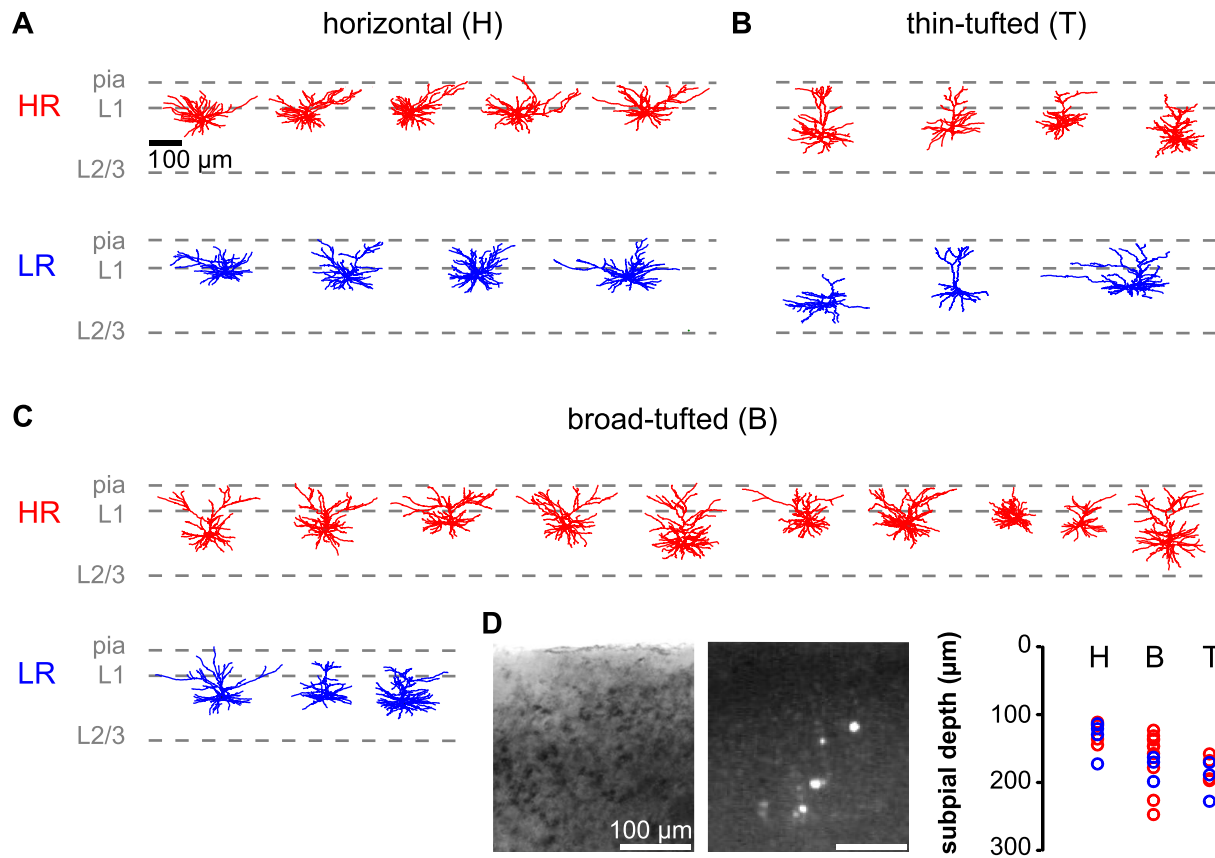 A horizontal (H)
B thin-tufted (T)
HR
pia
L1
100 µm
L2/3
LR
pia
L1
L2/3
C broad-tufted (B)
HR
pia
L1
L2/3
LR
pia
L1
L2/3
D
100 µm
subpial depth (µm)
0
100
200
300
H B T